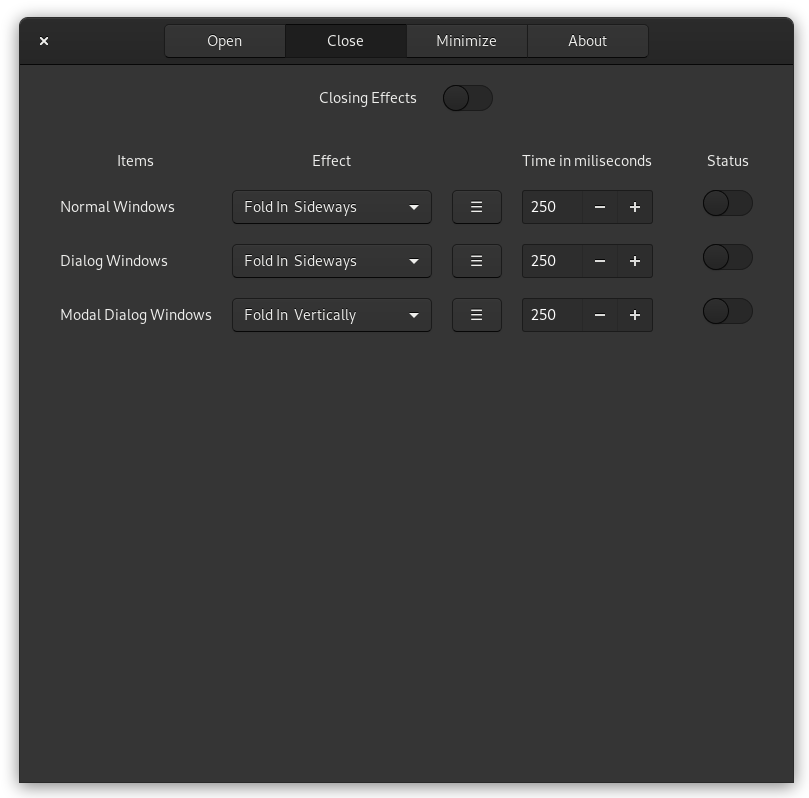 Open Close Minimize About
Closing Effects
Items Effect Time in miliseconds Status
Normal Windows Fold In Sideways 250 − +
Dialog Windows Fold In Sideways 250 − +
Modal Dialog Windows Fold In Vertically 250 − +